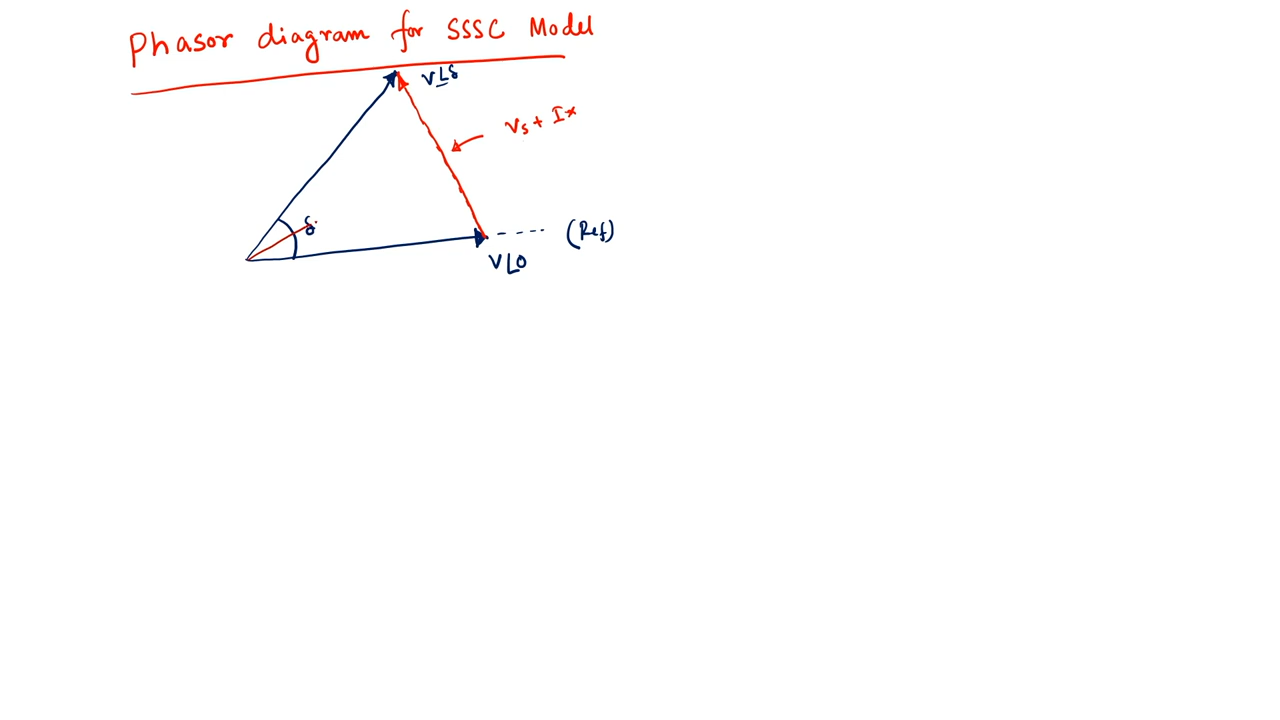 Phasor diagram for SSSC Model
V∠δ
Vs + Ix
δ
(Ref)
V∠0